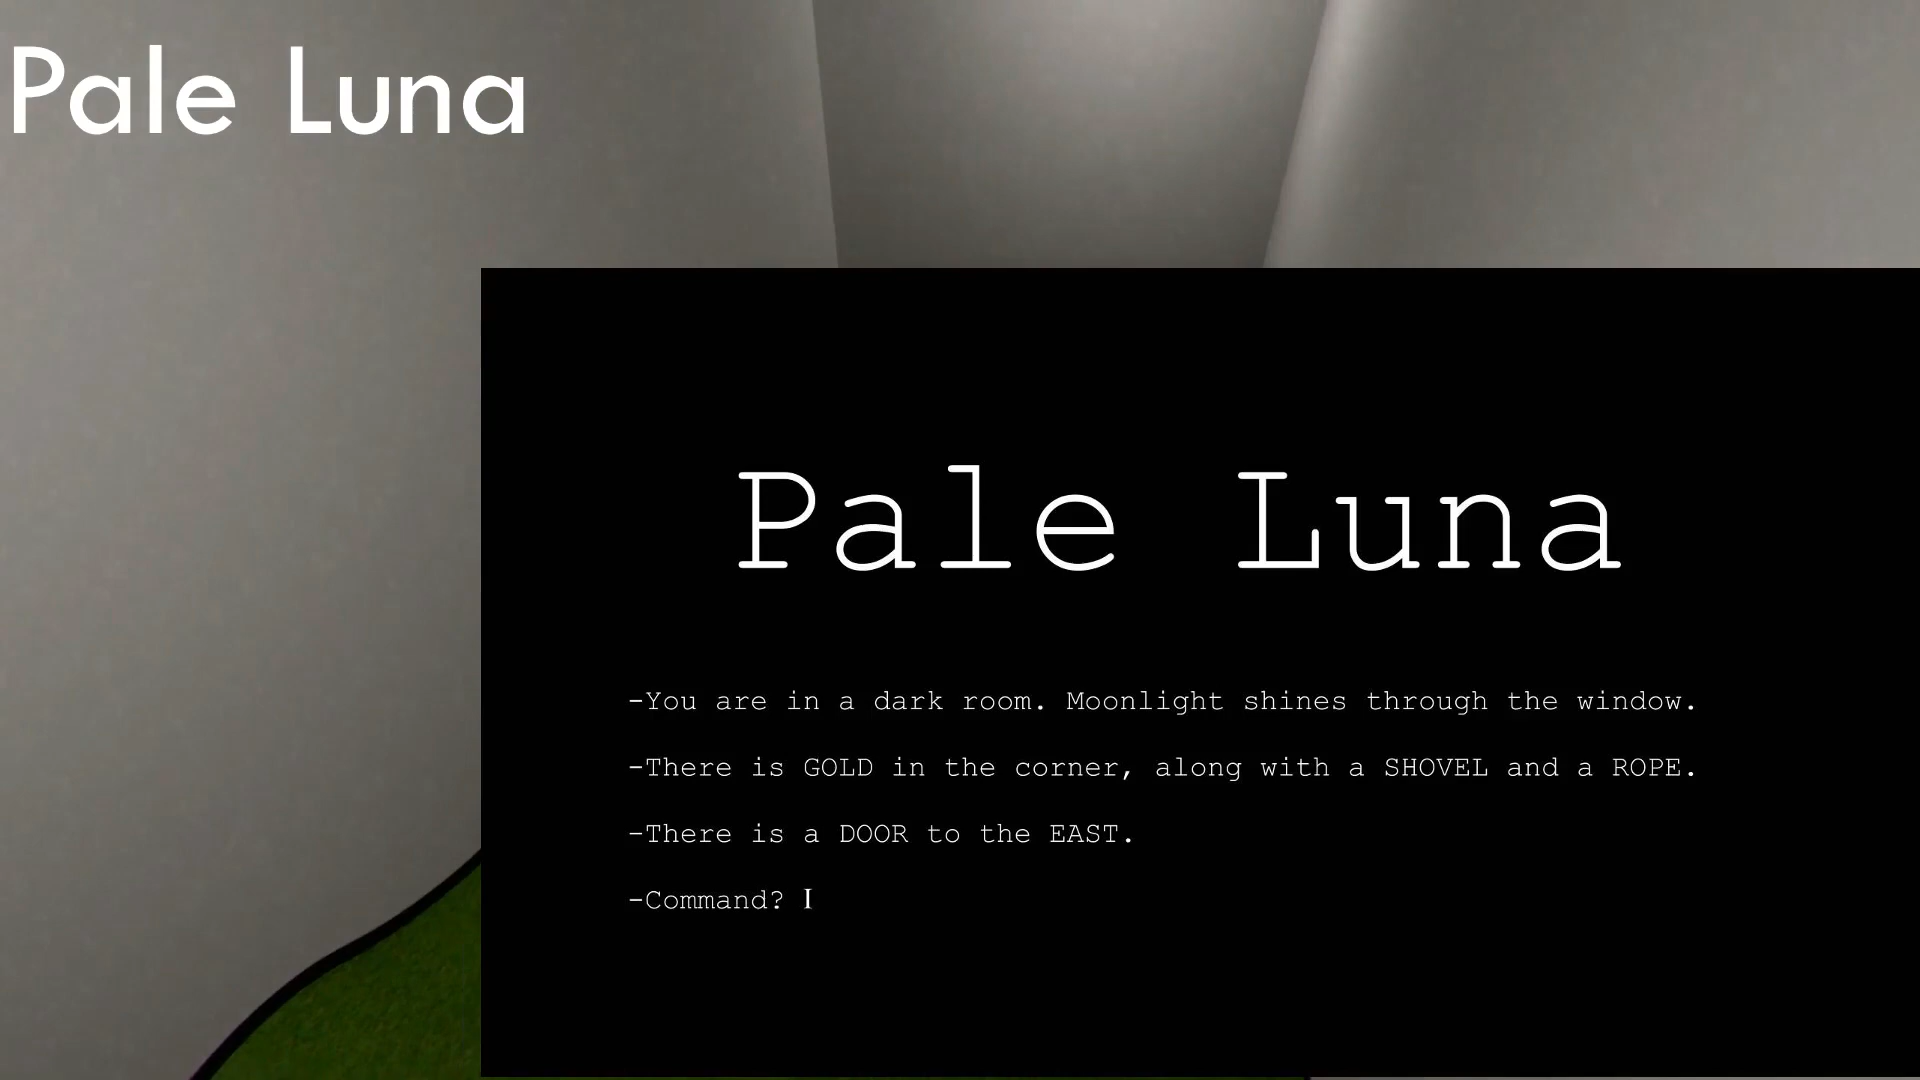 Pale Luna
Pale Luna
-You are in a dark room. Moonlight shines through the window.
-There is GOLD in the corner, along with a SHOVEL and a ROPE.
-There is a DOOR to the EAST.
-Command? I